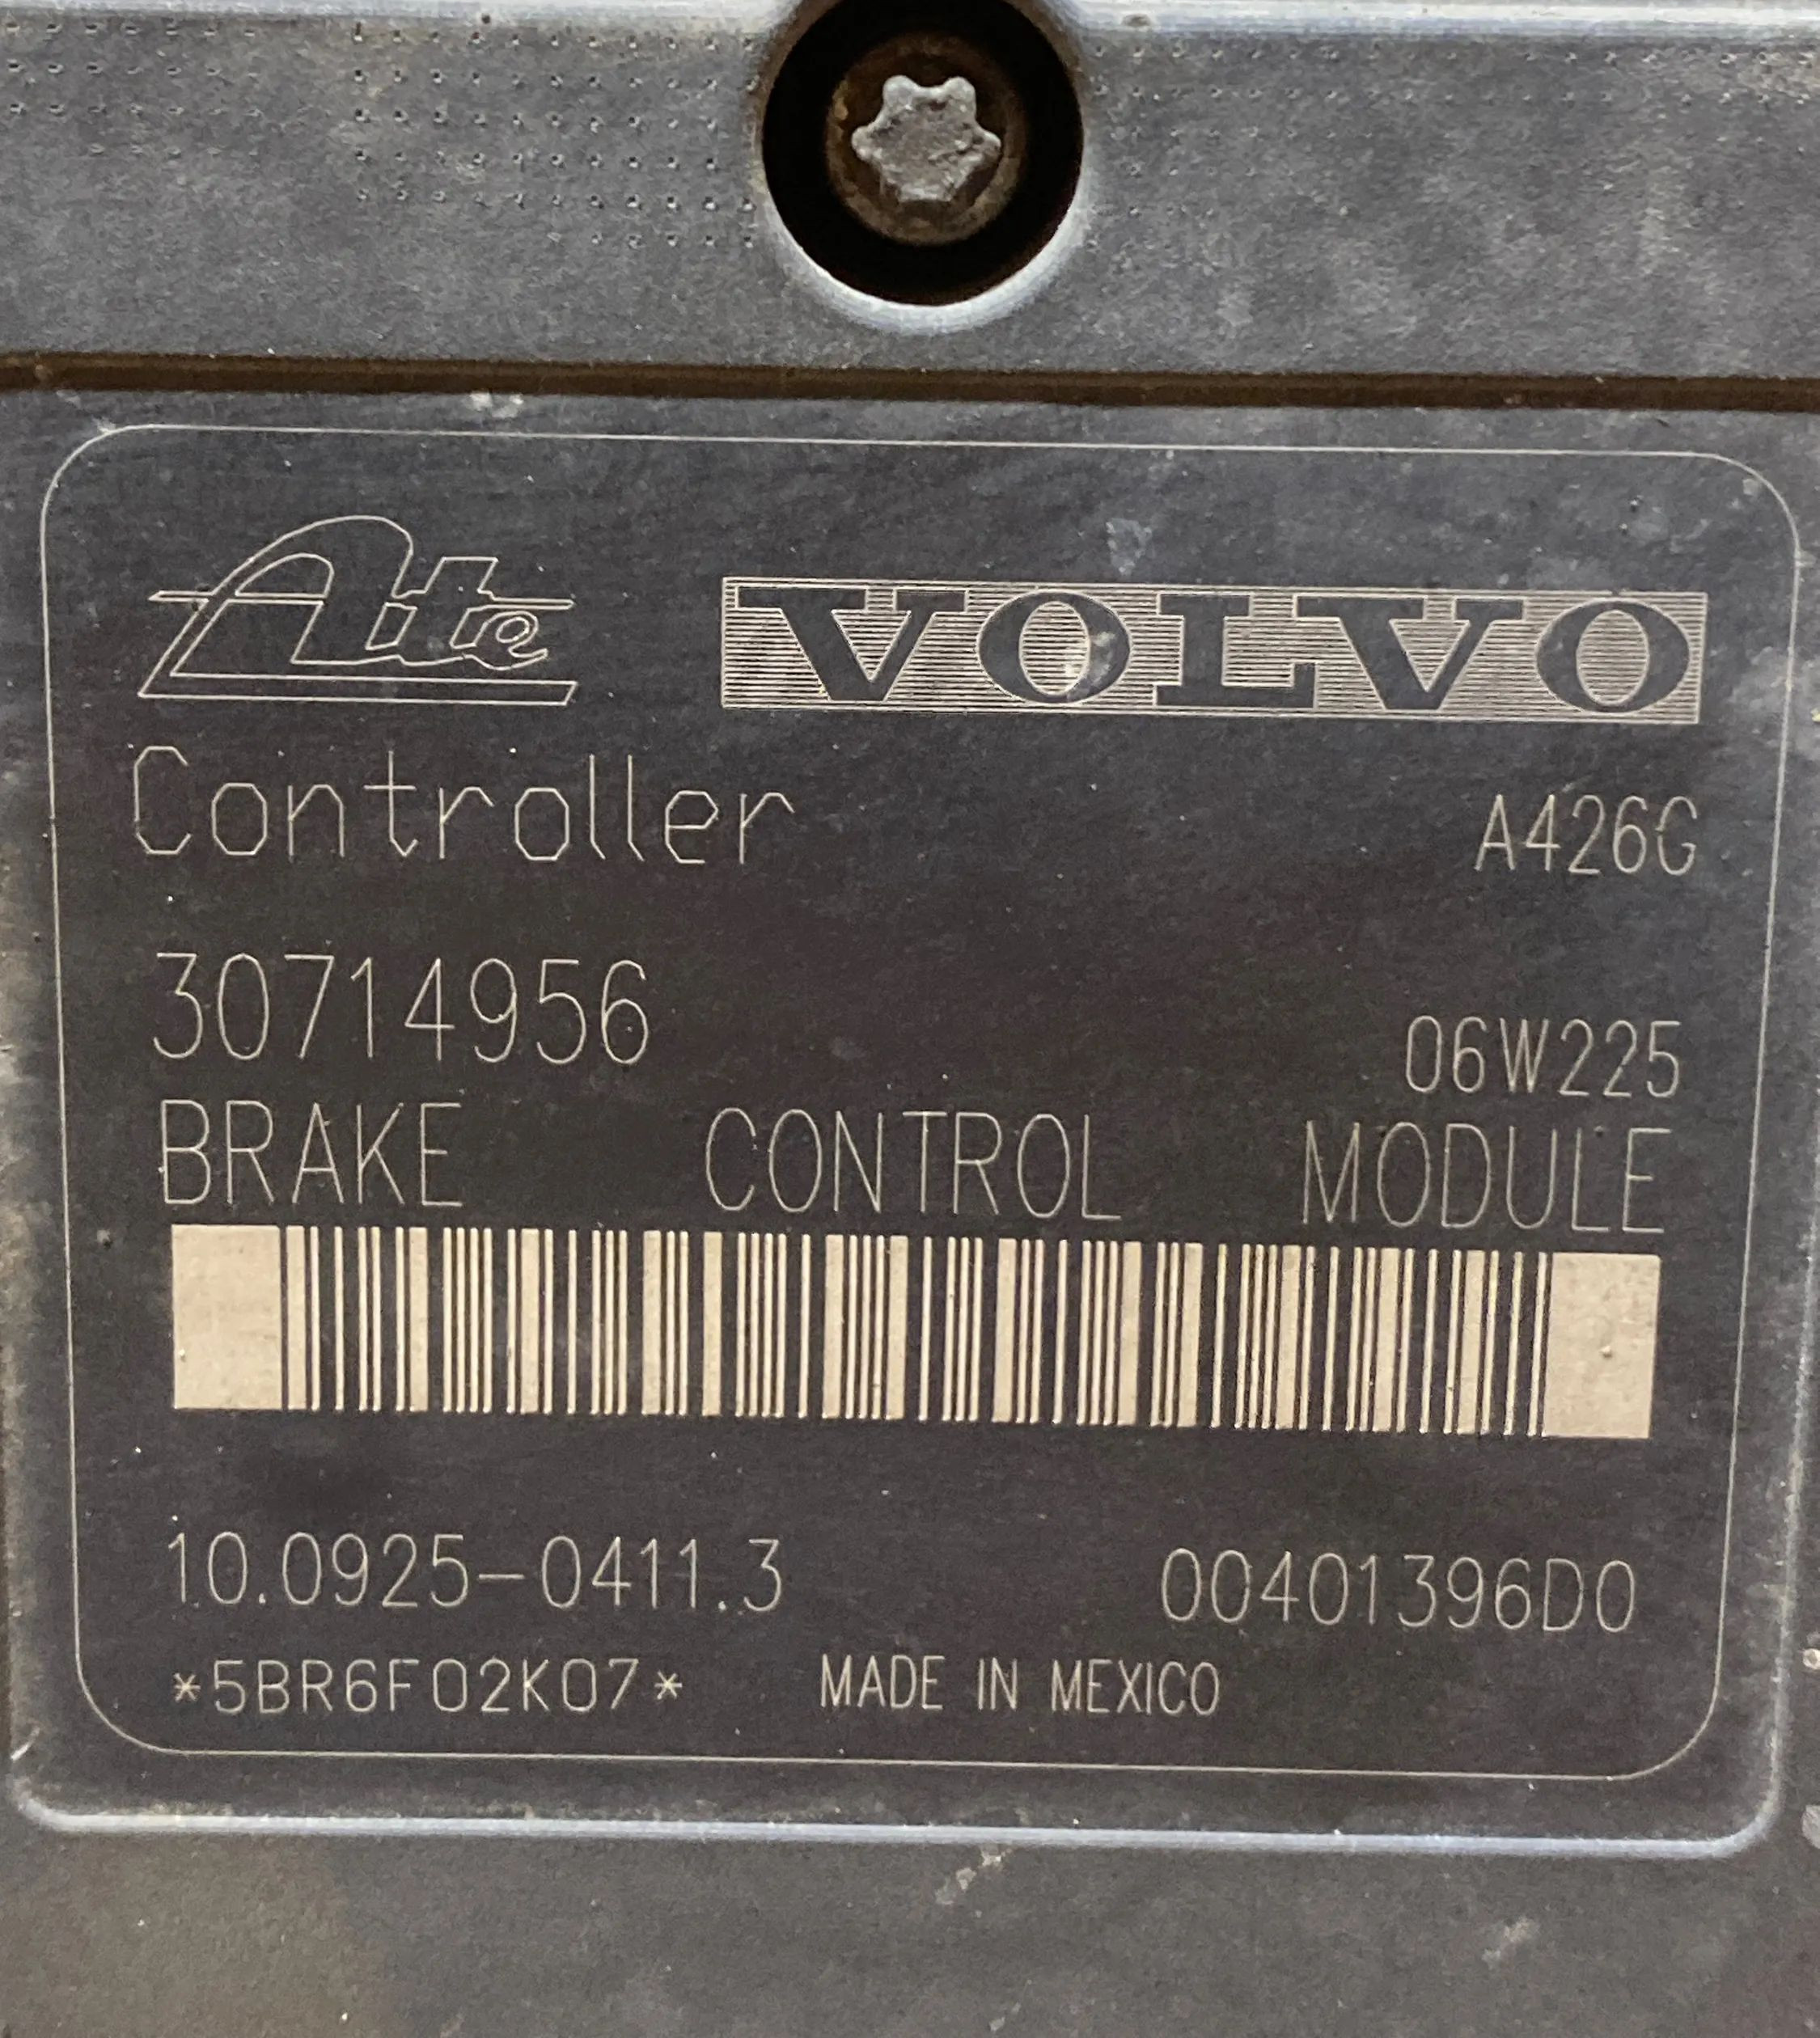 Ate VOLVO
Controller A426G
30714956
06W225
BRAKE CONTROL MODULE
10.0925-0411.3 00401396D0
*5BR6F02K07* MADE IN MEXICO